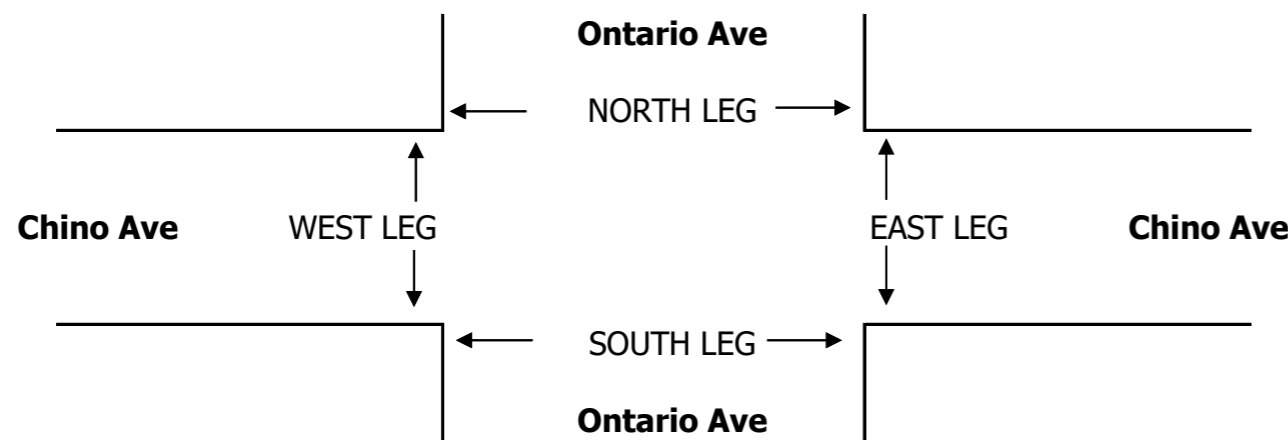 Ontario Ave
NORTH LEG
Chino Ave WEST LEG EAST LEG Chino Ave
SOUTH LEG
Ontario Ave